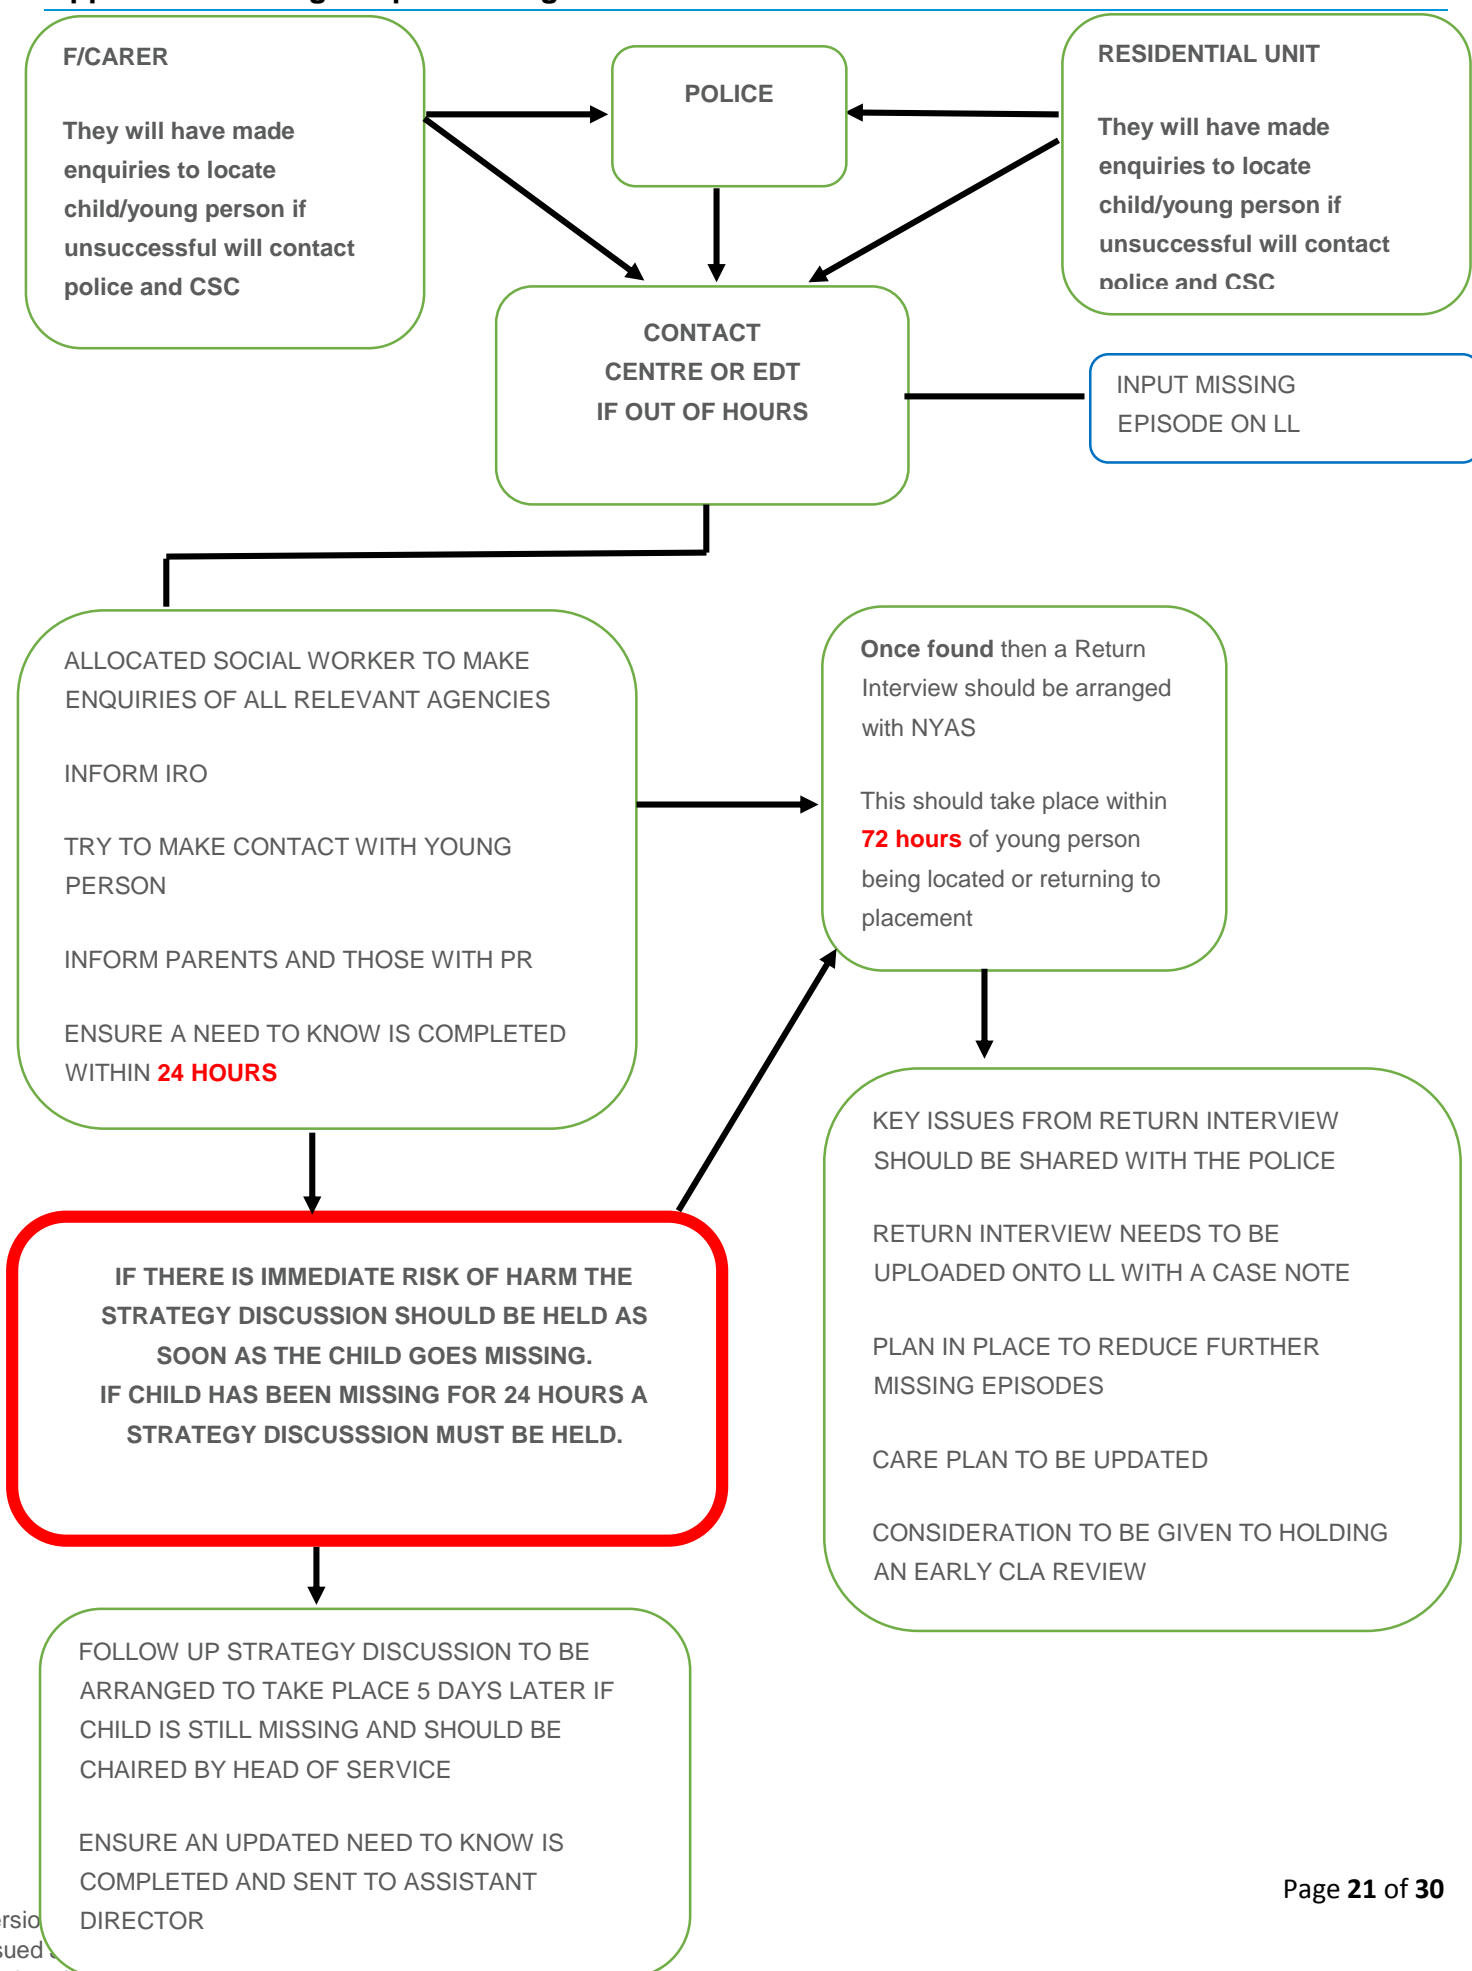 F/CARER
They will have made
enquiries to locate
child/young person if
unsuccessful will contact
police and CSC
POLICE
RESIDENTIAL UNIT
They will have made
enquiries to locate
child/young person if
unsuccessful will contact
police and CSC
CONTACT
CENTRE OR EDT
IF OUT OF HOURS
INPUT MISSING
EPISODE ON LL
ALLOCATED SOCIAL WORKER TO MAKE
ENQUIRIES OF ALL RELEVANT AGENCIES
INFORM IRO
TRY TO MAKE CONTACT WITH YOUNG
PERSON
INFORM PARENTS AND THOSE WITH PR
ENSURE A NEED TO KNOW IS COMPLETED
WITHIN 24 HOURS
Once found then a Return
Interview should be arranged
with NYAS
This should take place within
72 hours of young person
being located or returning to
placement
IF THERE IS IMMEDIATE RISK OF HARM THE
STRATEGY DISCUSSION SHOULD BE HELD AS
SOON AS THE CHILD GOES MISSING.
IF CHILD HAS BEEN MISSING FOR 24 HOURS A
STRATEGY DISCUSSSION MUST BE HELD.
KEY ISSUES FROM RETURN INTERVIEW
SHOULD BE SHARED WITH THE POLICE
RETURN INTERVIEW NEEDS TO BE
UPLOADED ONTO LL WITH A CASE NOTE
PLAN IN PLACE TO REDUCE FURTHER
MISSING EPISODES
CARE PLAN TO BE UPDATED
CONSIDERATION TO BE GIVEN TO HOLDING
AN EARLY CLA REVIEW
FOLLOW UP STRATEGY DISCUSSION TO BE
ARRANGED TO TAKE PLACE 5 DAYS LATER IF
CHILD IS STILL MISSING AND SHOULD BE
CHAIRED BY HEAD OF SERVICE
ENSURE AN UPDATED NEED TO KNOW IS
COMPLETED AND SENT TO ASSISTANT
DIRECTOR
Page 21 of 30